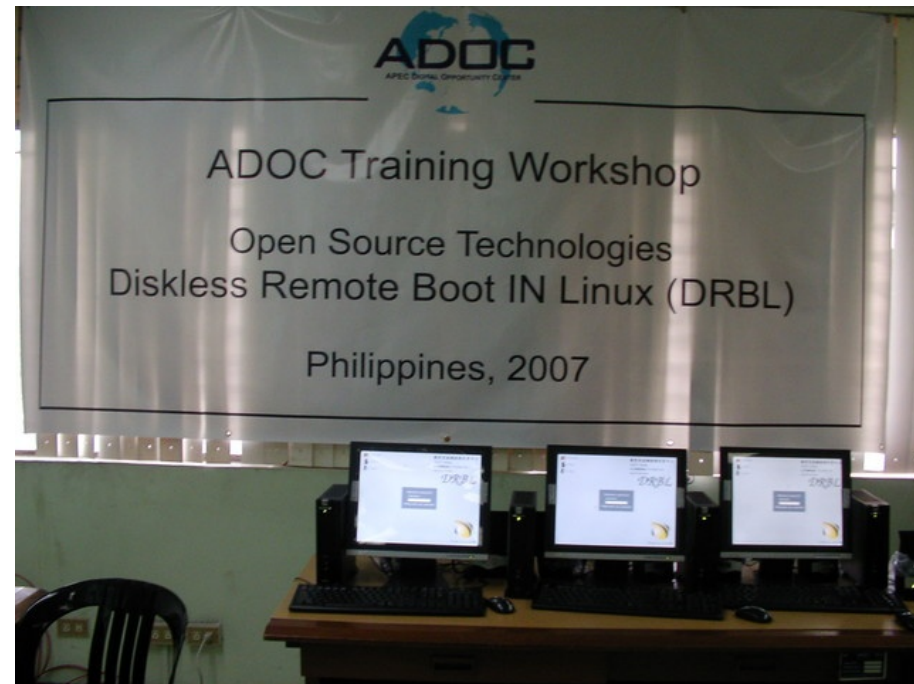 ADOC
APEC DIGITAL OPPORTUNITY CENTER
ADOC Training Workshop
Open Source Technologies
Diskless Remote Boot IN Linux (DRBL)
Philippines, 2007
DRBL
DRBL
DRBL